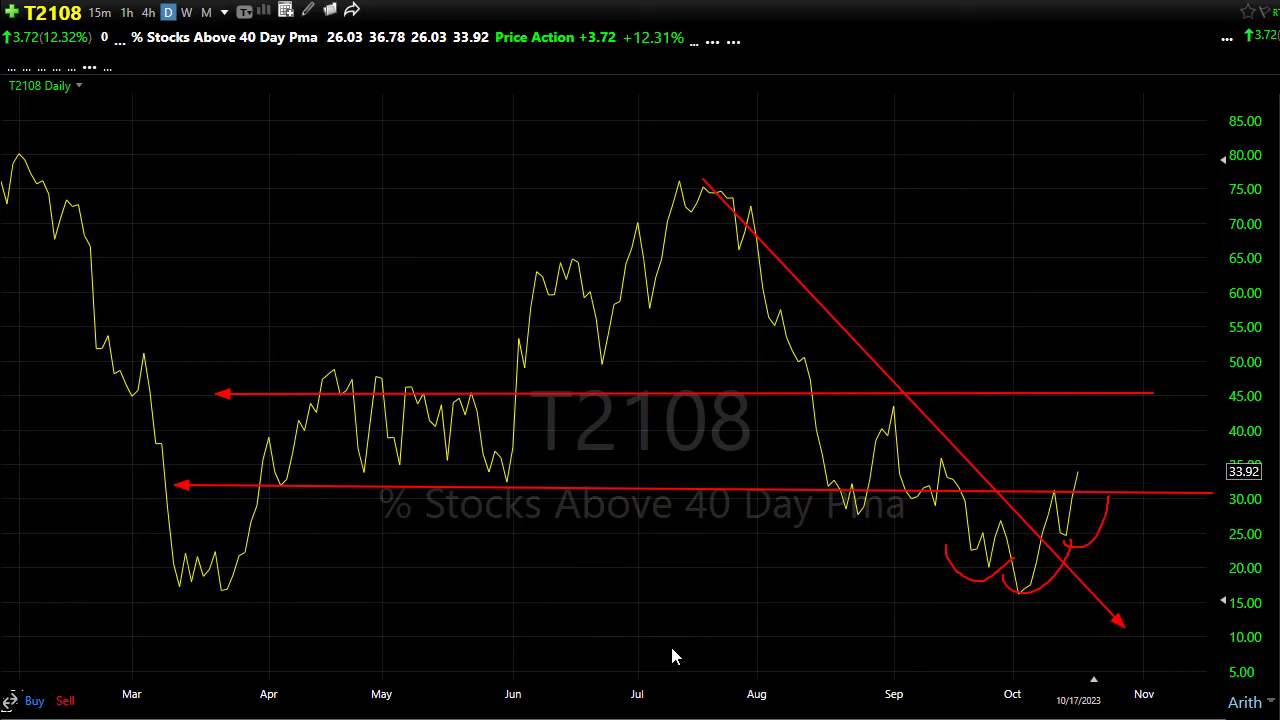 T2108 15m 1h 4h D W M
3.72(12.32%) 0 ... % Stocks Above 40 Day Pma 26.03 36.78 26.03 33.92 Price Action +3.72 +12.31% ... ... ... ... 3.72(
... ... ... ... ... ... ...
T2108 Daily
85.00
80.00
75.00
70.00
65.00
60.00
55.00
50.00
45.00
40.00
35.00
33.92
30.00
25.00
20.00
15.00
10.00
5.00
T2108
% Stocks Above 40 Day Pma
Mar Apr May Jun Jul Aug Sep Oct Nov
10/17/2023
Buy Sell
Arith